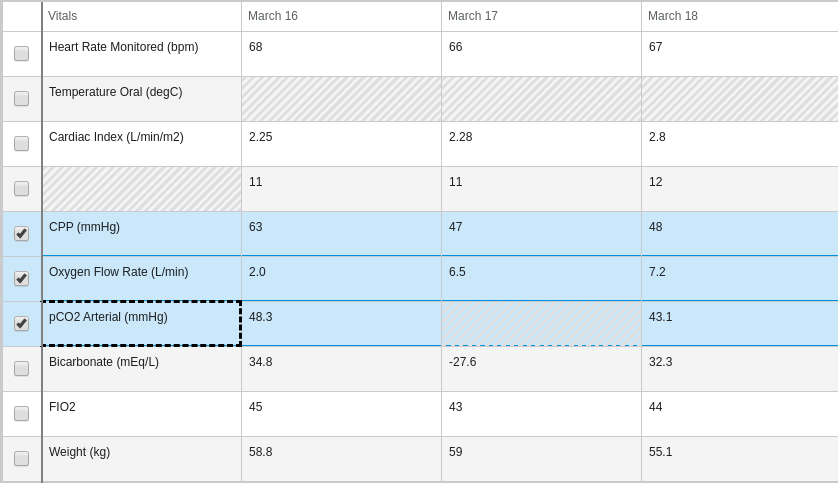 Vitals March 16 March 17 March 18
Heart Rate Monitored (bpm) 68 66 67
Temperature Oral (degC)
Cardiac Index (L/min/m2) 2.25 2.28 2.8
11 11 12
CPP (mmHg) 63 47 48
Oxygen Flow Rate (L/min) 2.0 6.5 7.2
pCO2 Arterial (mmHg) 48.3 43.1
Bicarbonate (mEq/L) 34.8 -27.6 32.3
FIO2 45 43 44
Weight (kg) 58.8 59 55.1